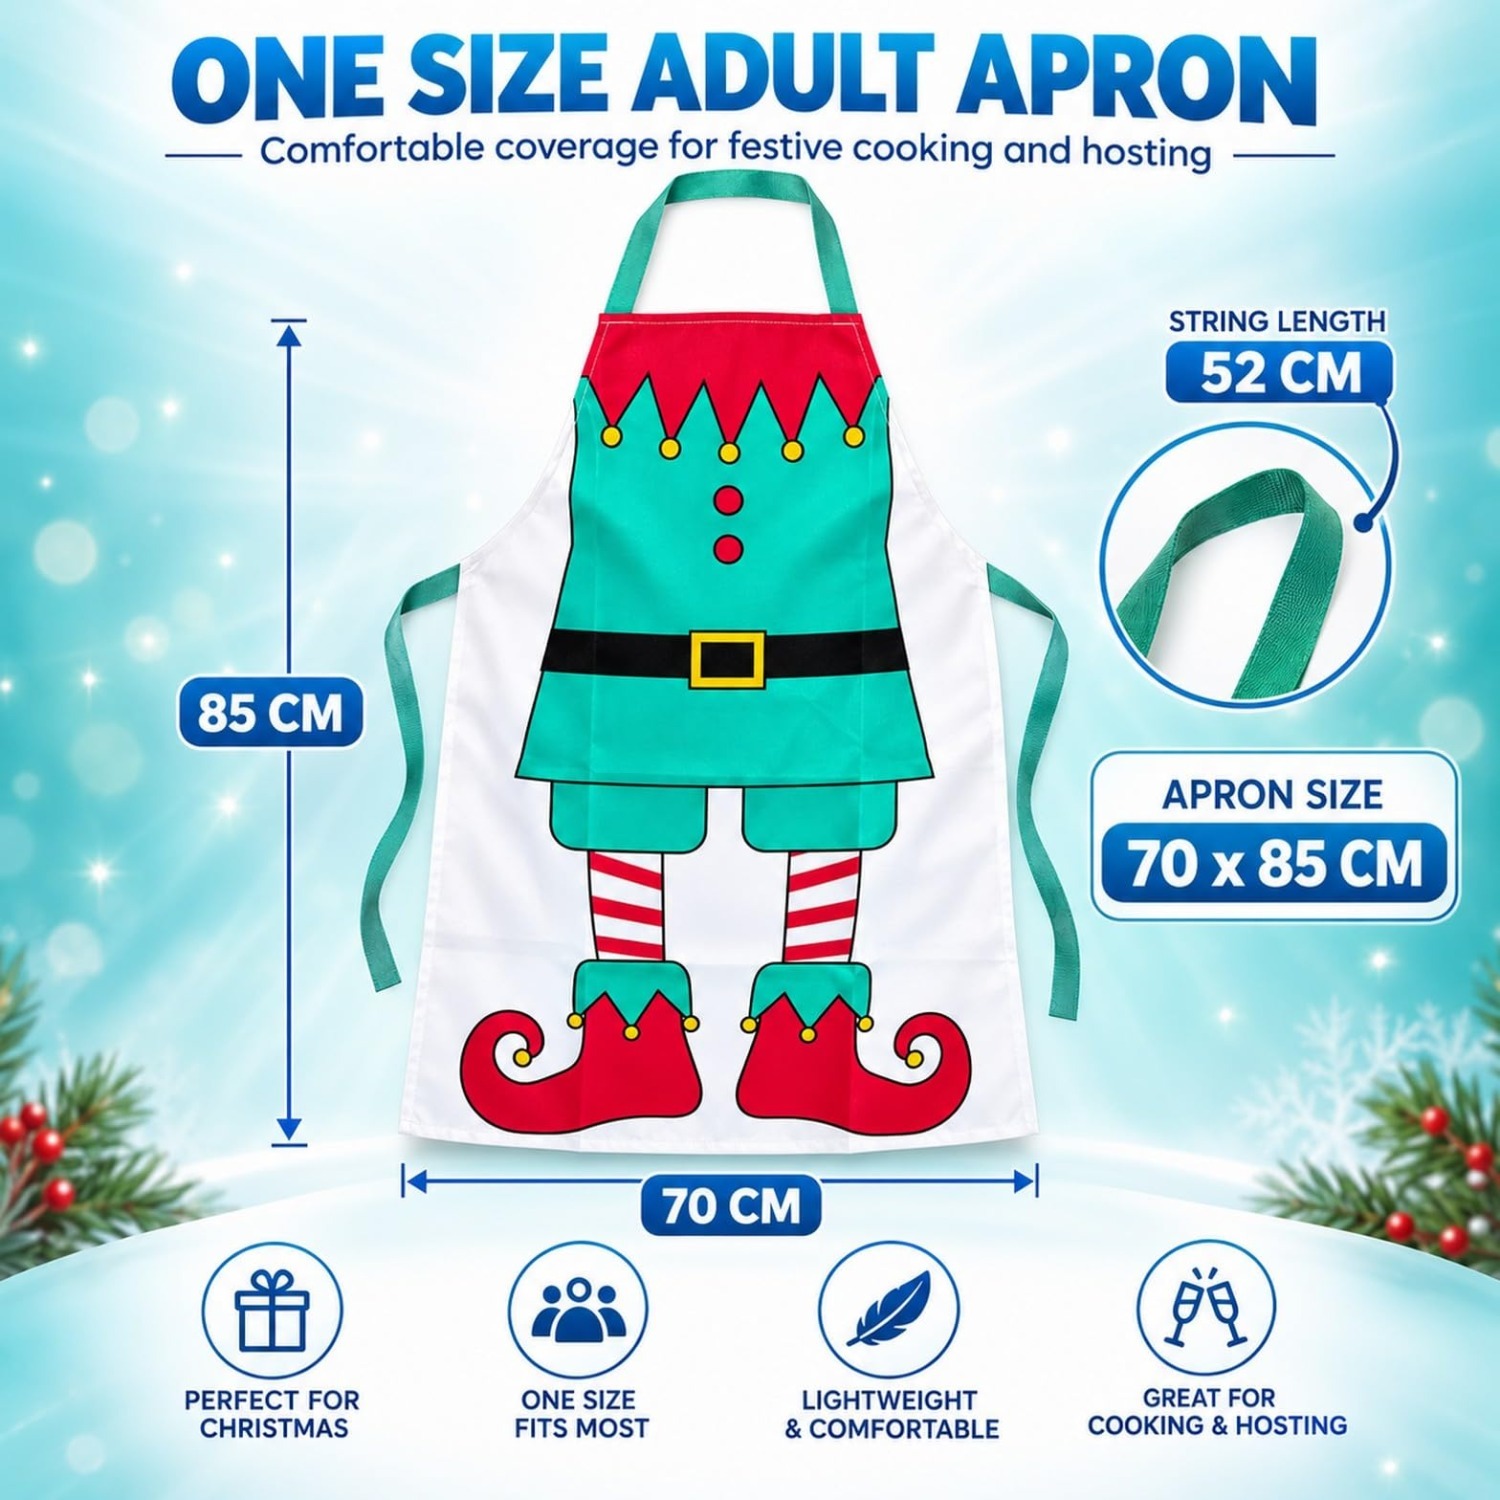 ONE SIZE ADULT APRON
Comfortable coverage for festive cooking and hosting
STRING LENGTH
52 CM
85 CM
APRON SIZE
70 x 85 CM
70 CM
PERFECT FOR
CHRISTMAS
ONE SIZE
FITS MOST
LIGHTWEIGHT
& COMFORTABLE
GREAT FOR
COOKING & HOSTING